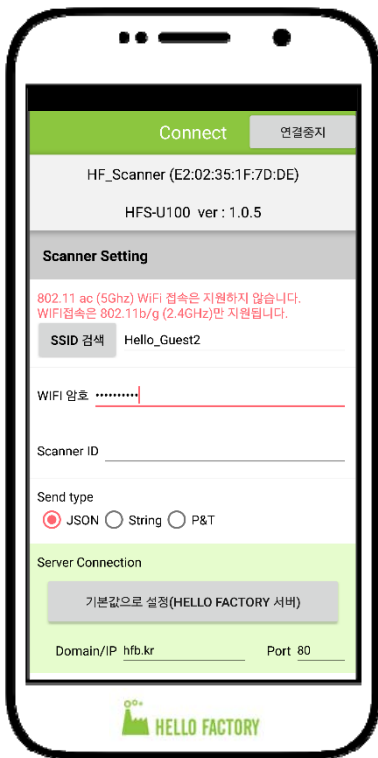 Connect 연결중지
HF_Scanner (E2:02:35:1F:7D:DE)
HFS-U100 ver : 1.0.5
Scanner Setting
802.11 ac (5Ghz) WiFi 접속은 지원하지 않습니다.
WIFI접속은 802.11b/g (2.4GHz)만 지원됩니다.
SSID 검색 Hello_Guest2
WIFI 암호 ··········
Scanner ID
Send type
JSON String P&T
Server Connection
기본값으로 설정(HELLO FACTORY 서버)
Domain/IP hfb.kr Port 80
HELLO FACTORY